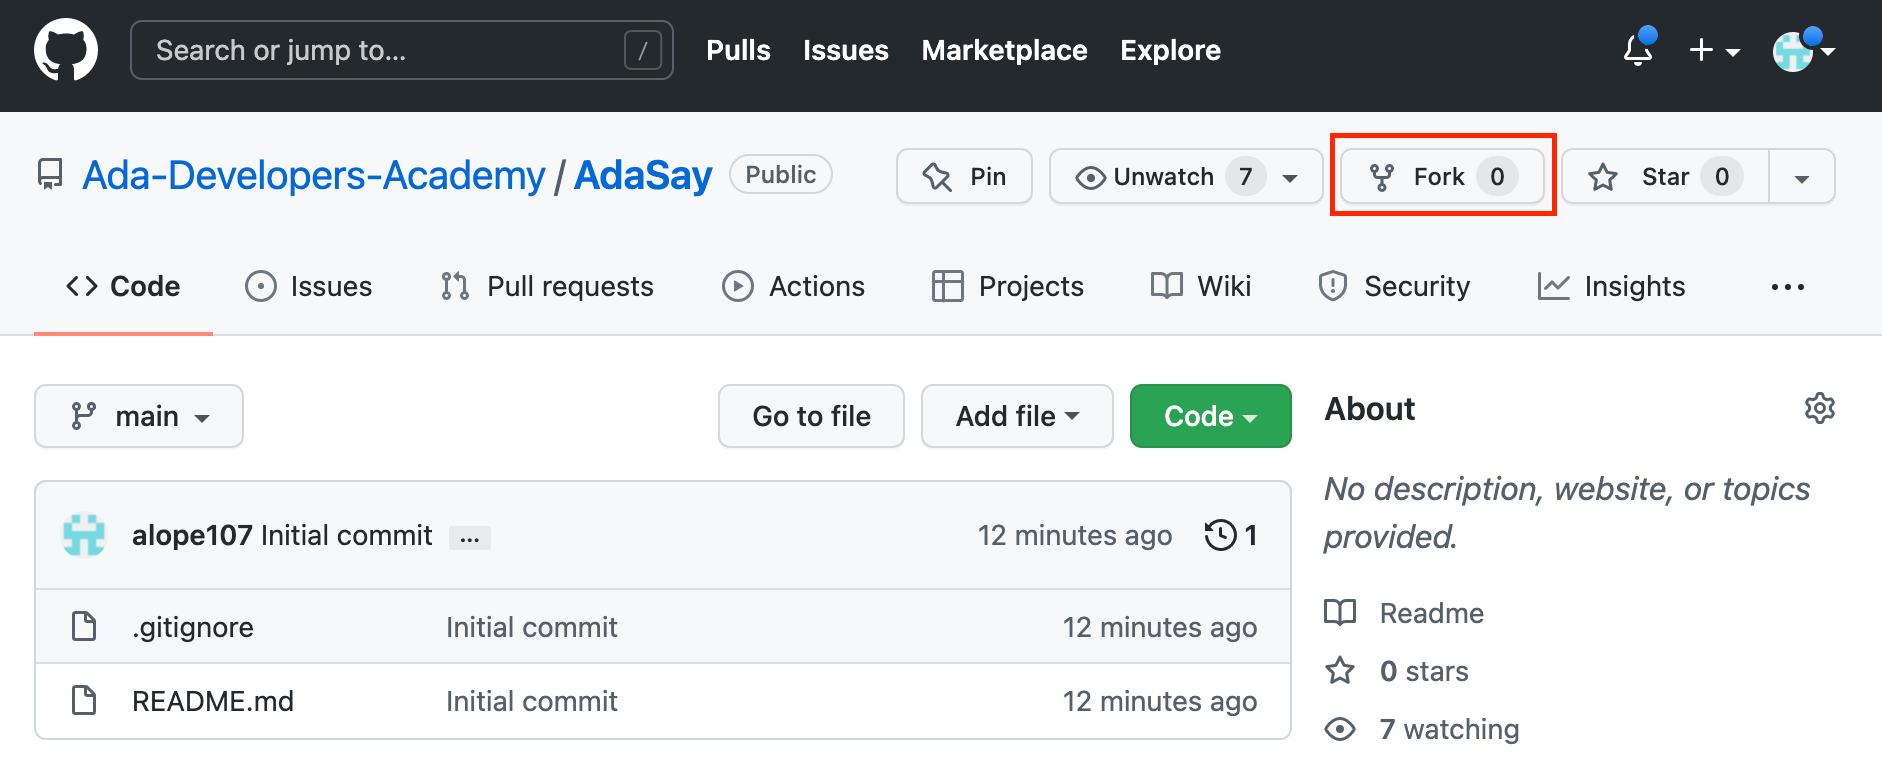 Search or jump to... /
Pulls Issues Marketplace Explore
Ada-Developers-Academy / AdaSay Public
Pin Unwatch 7 Fork 0 Star 0
Code Issues Pull requests Actions Projects Wiki Security Insights ...
main Go to file Add file Code
alope107 Initial commit ... 12 minutes ago 1
.gitignore Initial commit 12 minutes ago
README.md Initial commit 12 minutes ago
About
No description, website, or topics
provided.
Readme
0 stars
7 watching